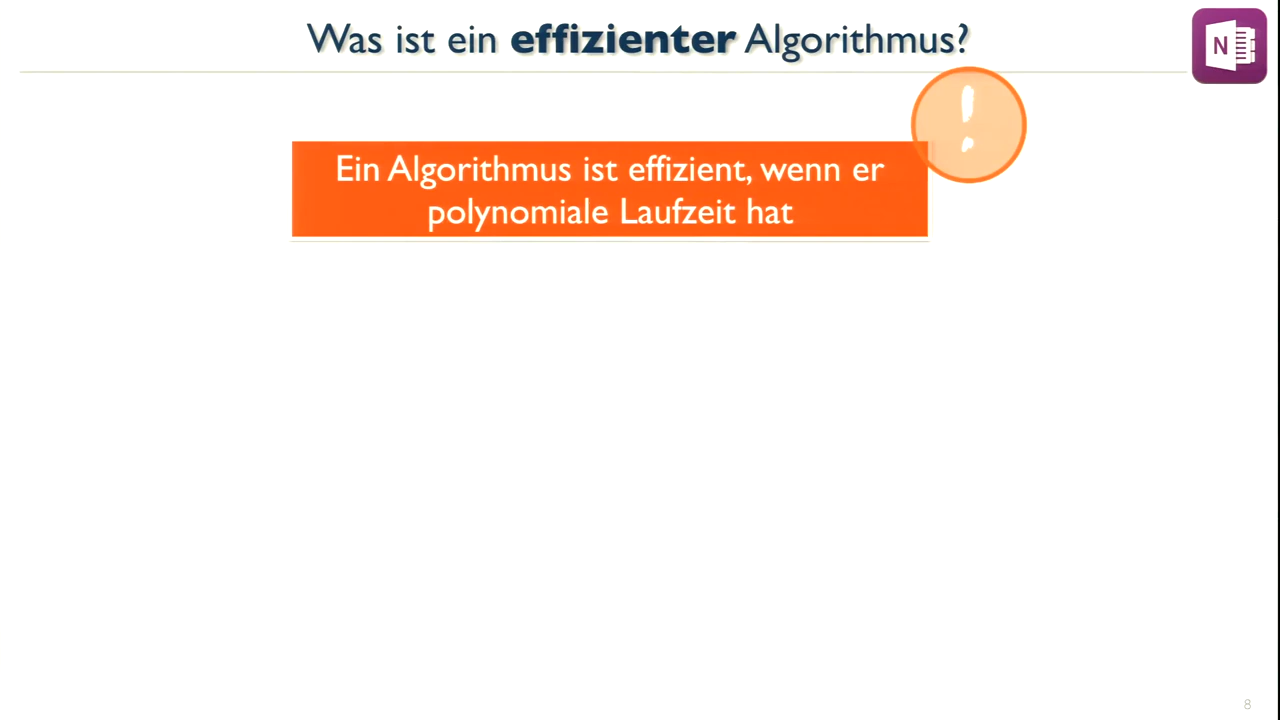 Was ist ein effizienter Algorithmus?
N
!
Ein Algorithmus ist effizient, wenn er
polynomiale Laufzeit hat
8